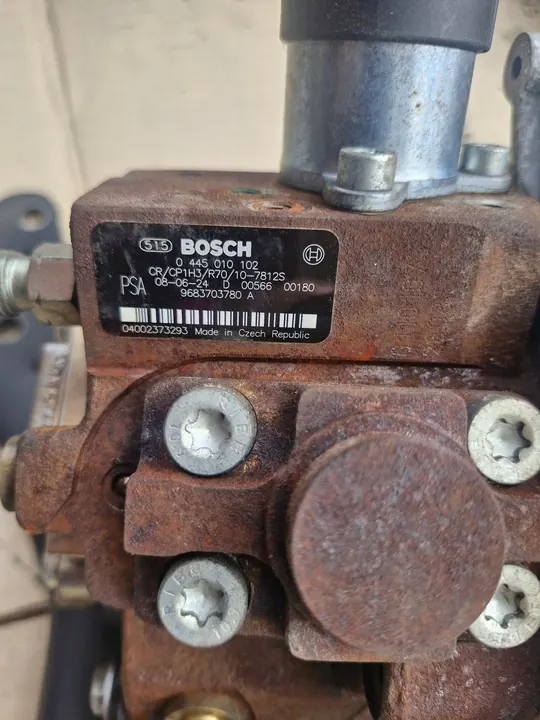 515 BOSCH
0 445 010 102
CR/CP1H3/R70/10-7812S
PSA 08-06-24 D 00566 00180
9683703780 A
04002373293 Made in Czech Republic